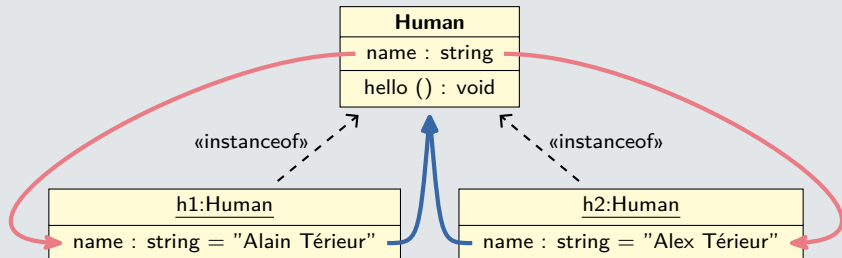 Human
name : string
hello () : void
«instanceof»
«instanceof»
h1:Human
name : string = "Alain Térieur"
h2:Human
name : string = "Alex Térieur"